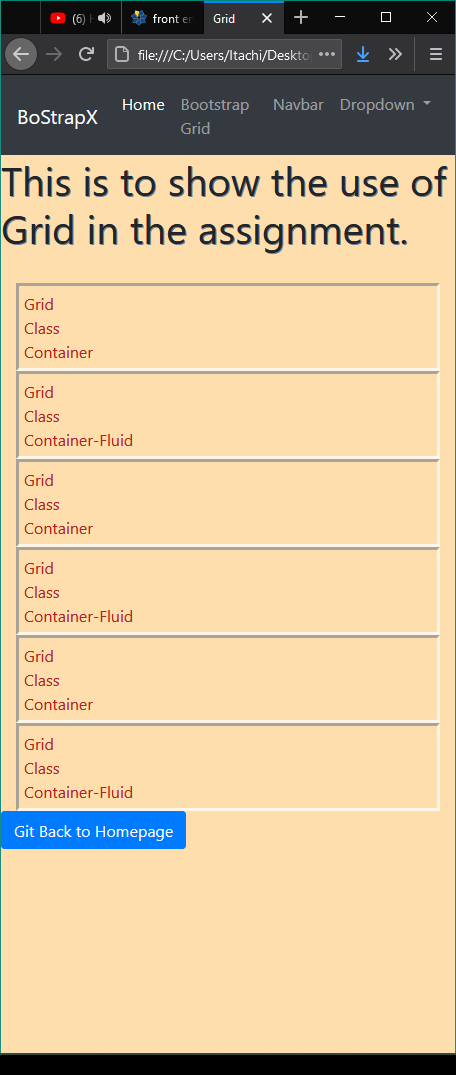 (6) H
front en
Grid
file:///C:/Users/Itachi/Deskto
BoStrapX
Home
Bootstrap
Grid
Navbar
Dropdown
This is to show the use of
Grid in the assignment.
Grid
Class
Container
Grid
Class
Container-Fluid
Grid
Class
Container
Grid
Class
Container-Fluid
Grid
Class
Container
Grid
Class
Container-Fluid
Git Back to Homepage